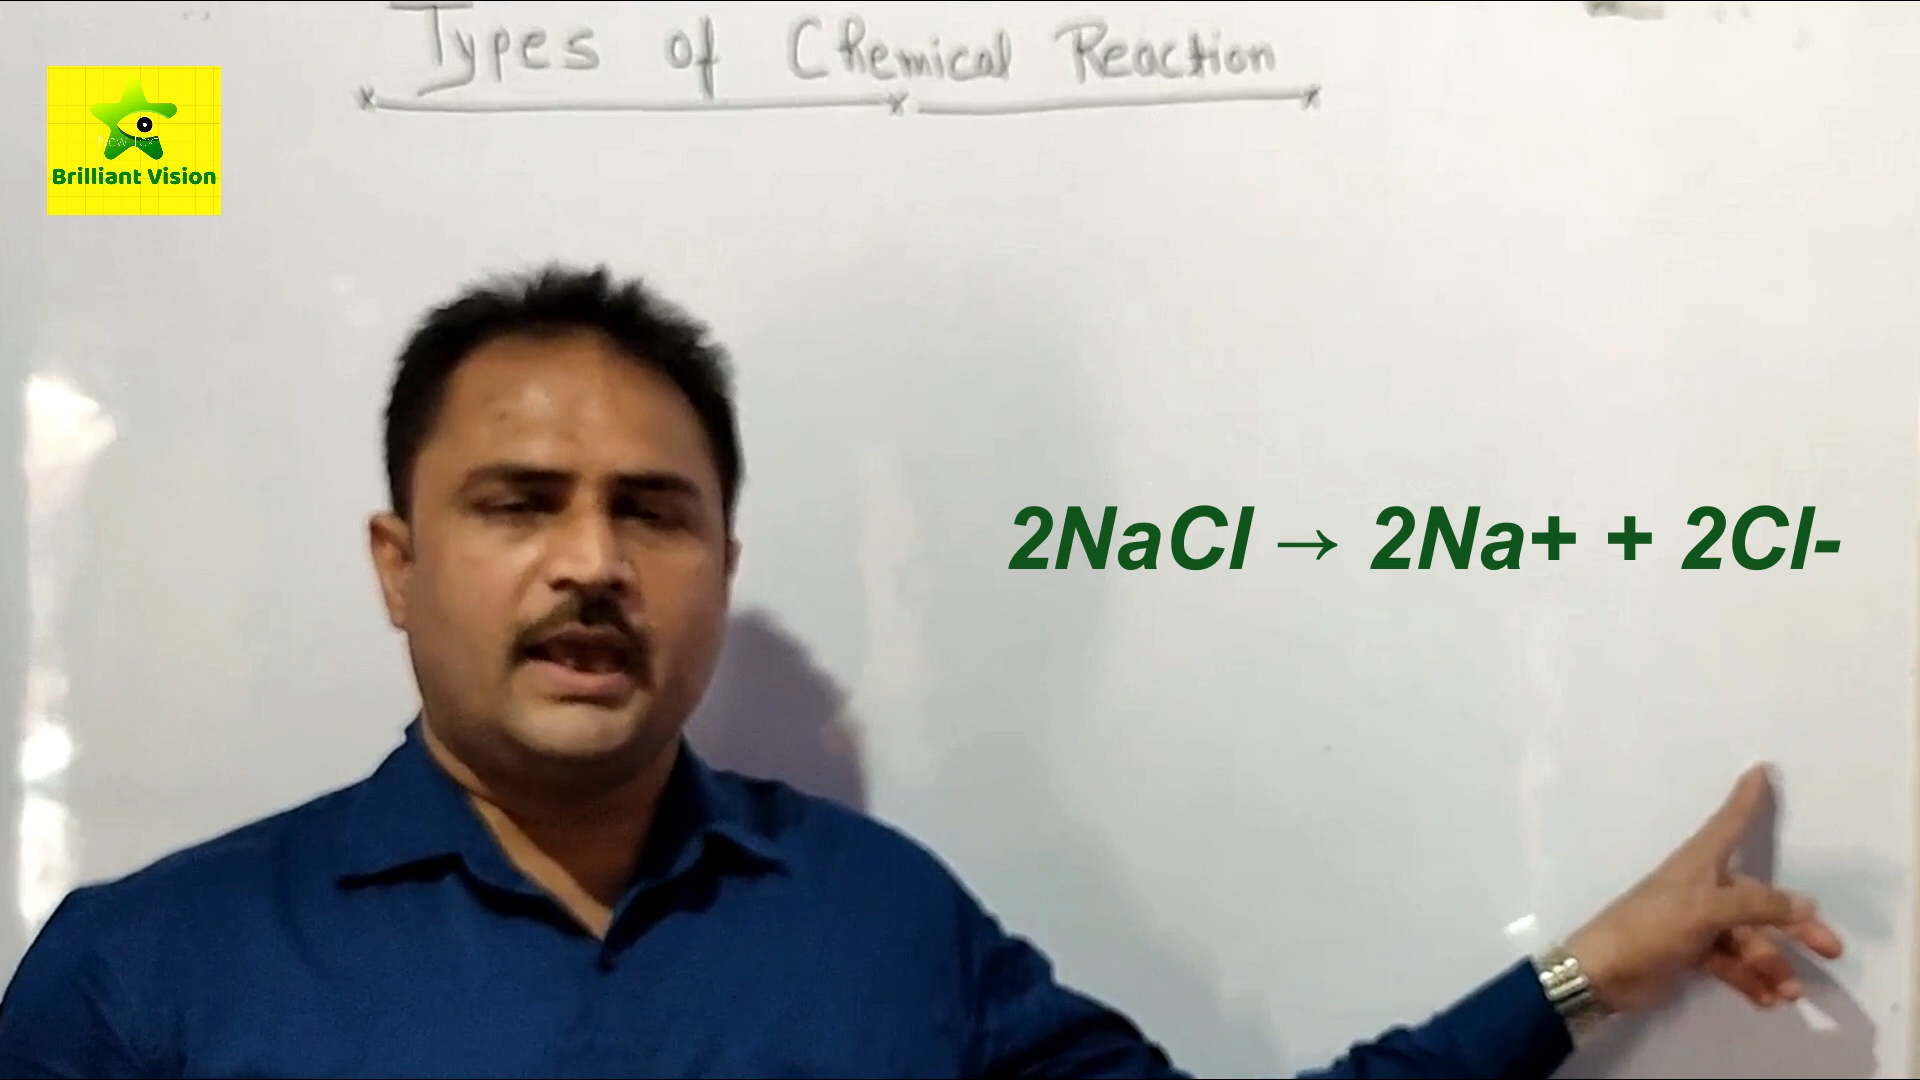 Types of Chemical Reaction
Brilliant Vision
2NaCl → 2Na+ + 2Cl-